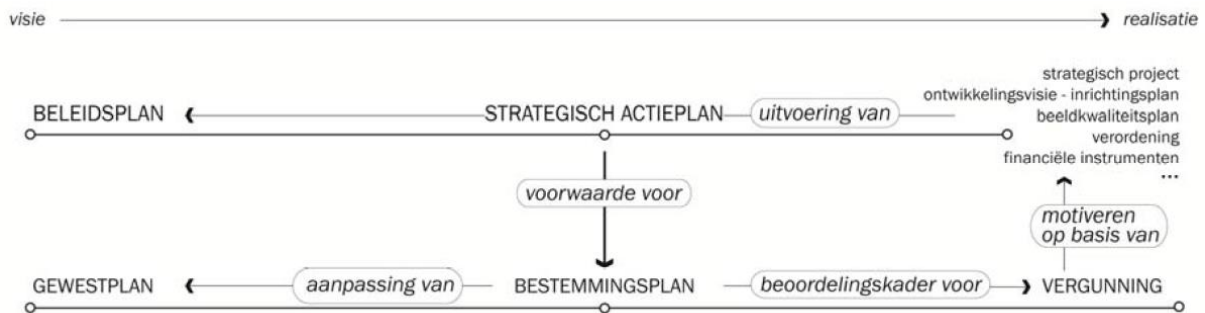 visie
realisatie
strategisch project
ontwikkelingsvisie - inrichtingsplan
BELEIDSPLAN
STRATEGISCH ACTIEPLAN
uitvoering van
beeldkwaliteitsplan
verordening
financiële instrumenten
...
voorwaarde voor
motiveren
op basis van
GEWESTPLAN
aanpassing van
BESTEMMINGSPLAN
beoordelingskader voor
VERGUNNING